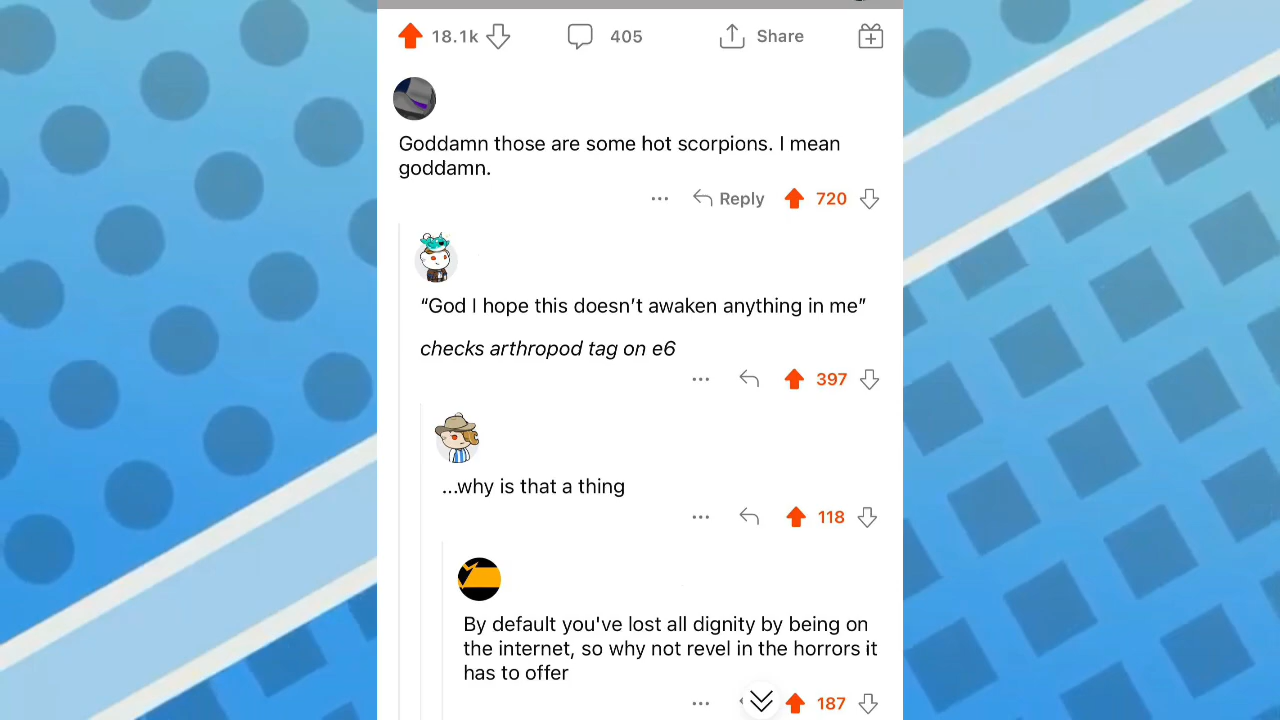 18.1k
405
Share
Goddamn those are some hot scorpions. I mean
goddamn.
Reply
720
“God I hope this doesn’t awaken anything in me”
checks arthropod tag on e6
397
...why is that a thing
118
By default you've lost all dignity by being on
the internet, so why not revel in the horrors it
has to offer
187